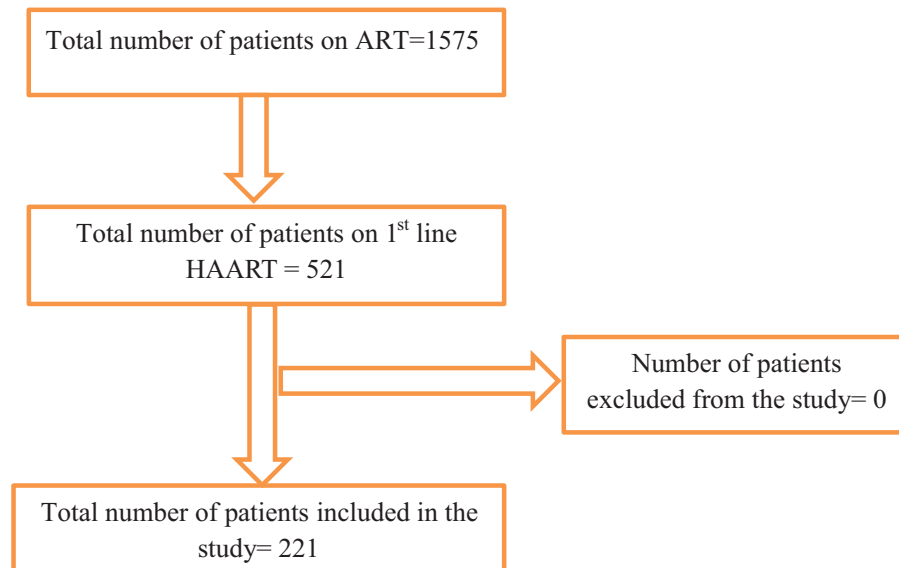 Total number of patients on ART=1575
Total number of patients on 1st line
HAART = 521
Number of patients
excluded from the study= 0
Total number of patients included in the
study= 221